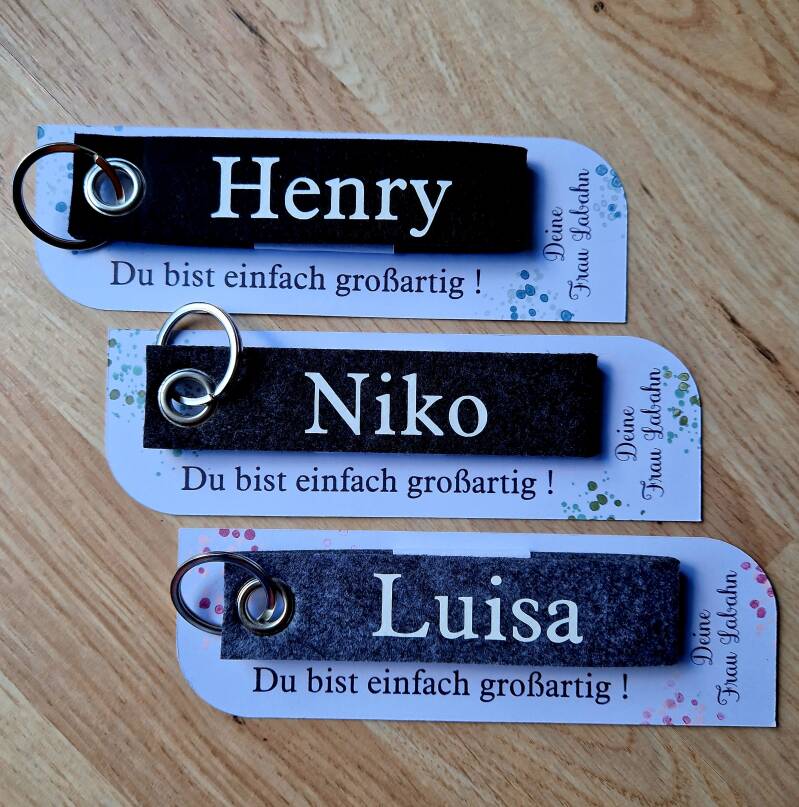 Henry
Du bist einfach großartig !
Deine
Frau Labahn
Niko
Du bist einfach großartig !
Deine
Frau Labahn
Luisa
Du bist einfach großartig !
Deine
Frau Labahn